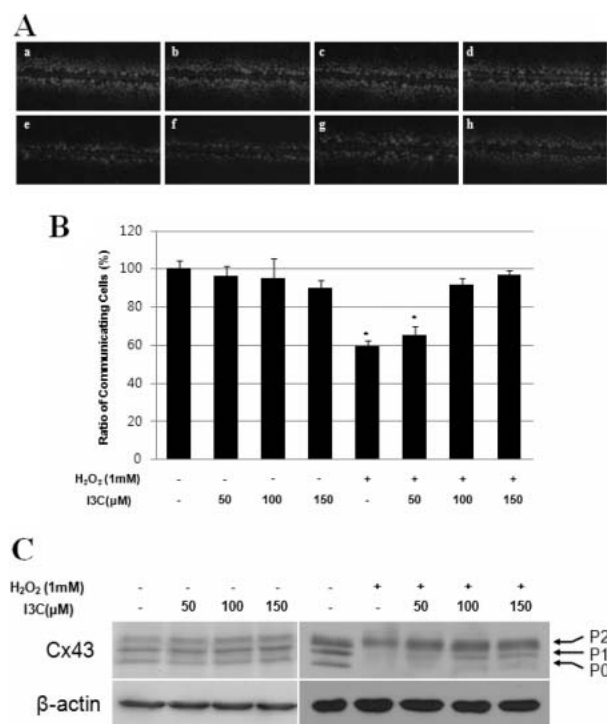 A
a b c d
e f g h
B
120
100
80
60
40
20
0
Ratio of Communicating Cells (%)
* *
H₂O₂ (1mM) - - - - + + + +
I3C(μM) - 50 100 150 - 50 100 150
C
H₂O₂ (1mM) - - - - - + + + +
I3C(μM) - 50 100 150 - - 50 100 150
Cx43
P2
P1
P0
β-actin